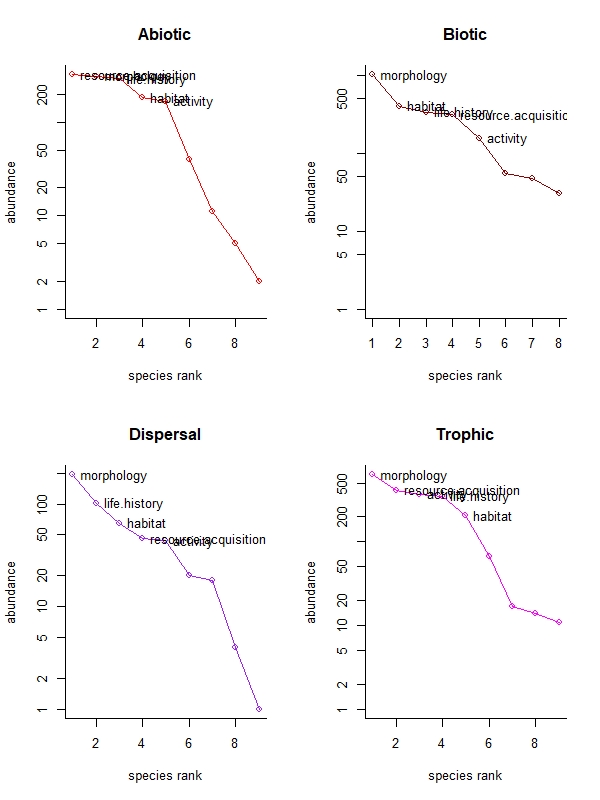 Abiotic
abundance
200
50
20
10
5
2
1
resource.acquisition
morphology
life.history
habitat
activity
2 4 6 8
species rank
Biotic
abundance
500
50
10
5
1
morphology
habitat
life.history
resource.acquisitic
activity
1 2 3 4 5 6 7 8
species rank
Dispersal
abundance
100
50
20
10
5
2
1
morphology
life.history
habitat
resource.acquisition
activity
2 4 6 8
species rank
Trophic
abundance
500
200
50
20
10
5
2
1
morphology
resource.acquisition
activity
life.history
habitat
2 4 6 8
species rank